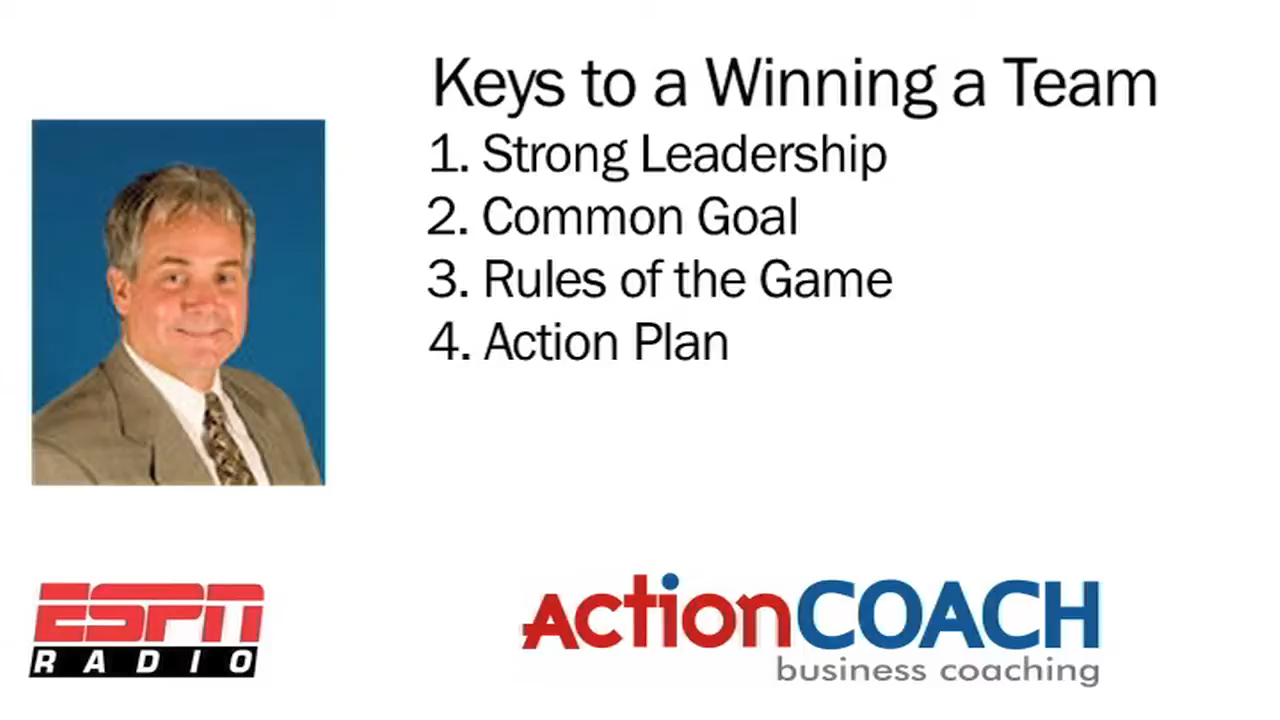 Keys to a Winning a Team
1. Strong Leadership
2. Common Goal
3. Rules of the Game
4. Action Plan
ESPN
RADIO
ActionCOACH
business coaching